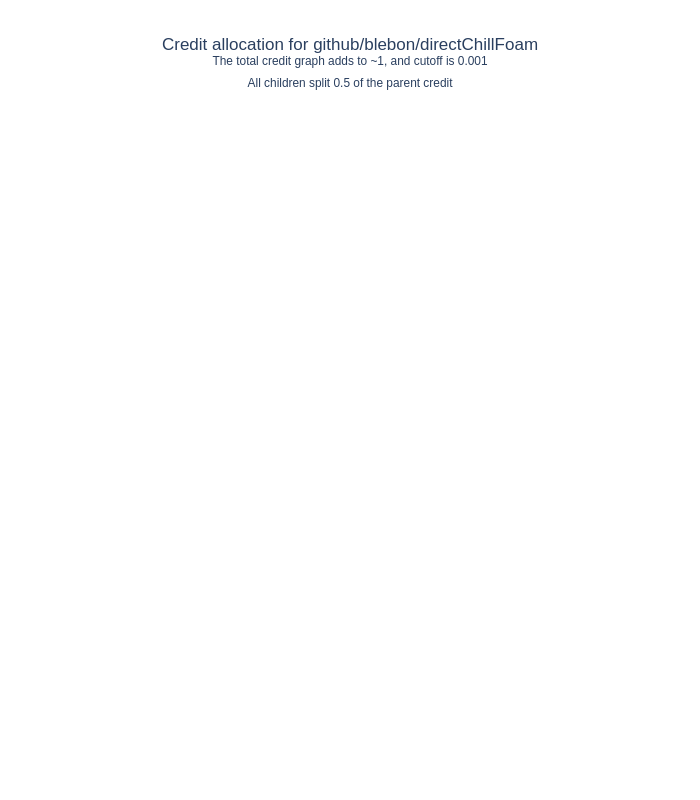 Credit allocation for github/blebon/directChillFoam
The total credit graph adds to ~1, and cutoff is 0.001
All children split 0.5 of the parent credit